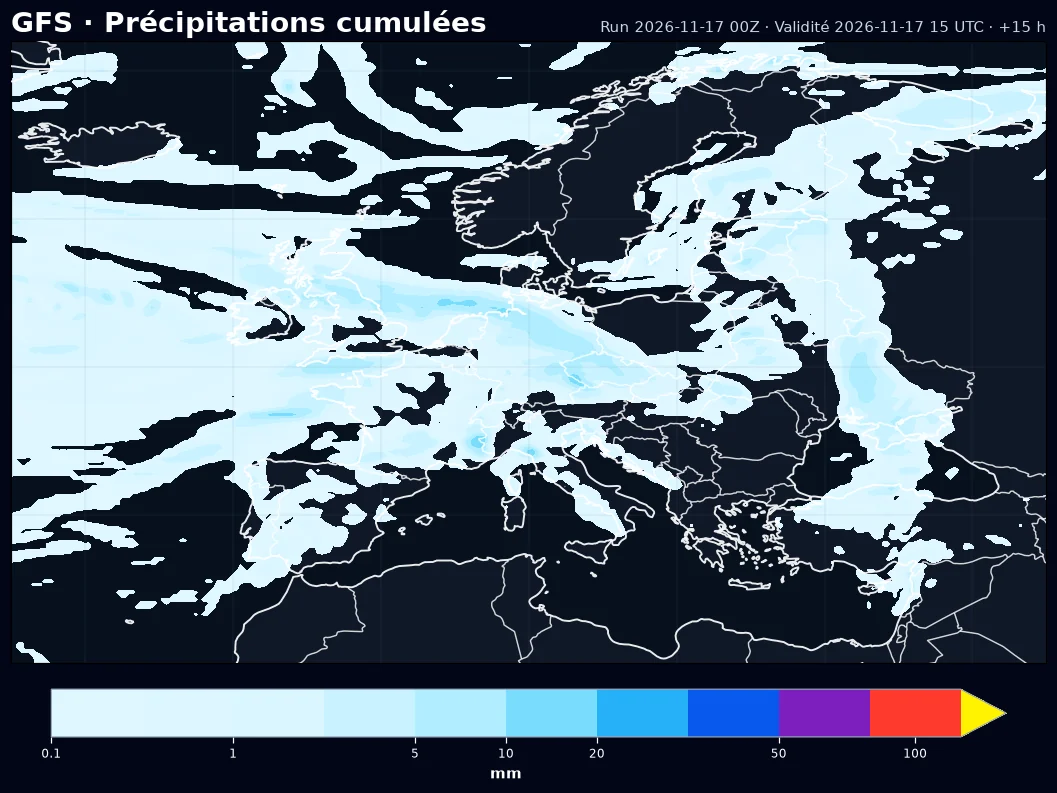 GFS · Précipitations cumulées
Run 2026-11-17 00Z · Validité 2026-11-17 15 UTC · +15 h
0.1 1 5 10 20 50 100
mm